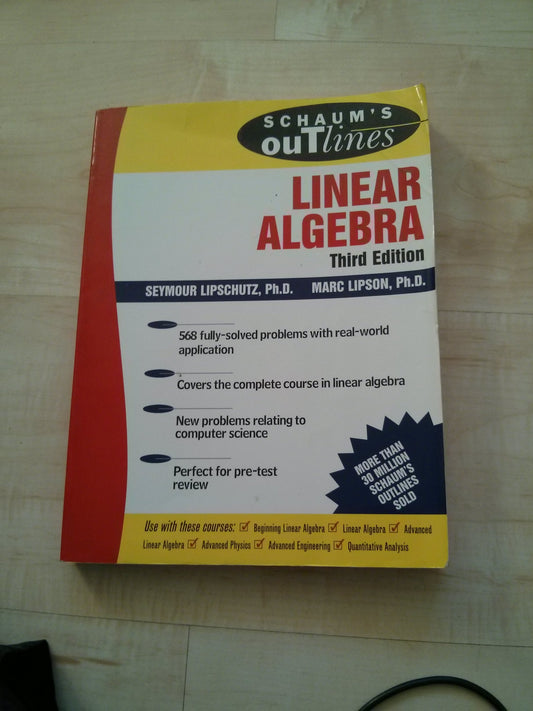 SCHAUM'S
ouTlines
LINEAR
ALGEBRA
Third Edition
SEYMOUR LIPSCHUTZ, Ph.D. MARC LIPSON, Ph.D.
568 fully-solved problems with real-world
application
Covers the complete course in linear algebra
New problems relating to
computer science
Perfect for pre-test
review
MORE THAN
30 MILLION
SCHAUM'S
OUTLINES
SOLD
Use with these courses: Beginning Linear Algebra Linear Algebra Advanced
Linear Algebra Advanced Physics Advanced Engineering Quantitative Analysis